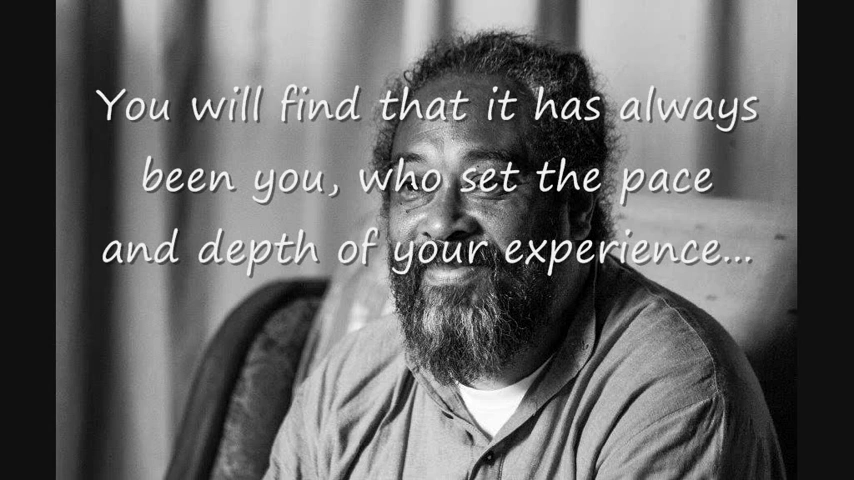 You will find that it has always
been you, who set the pace
and depth of your experience...